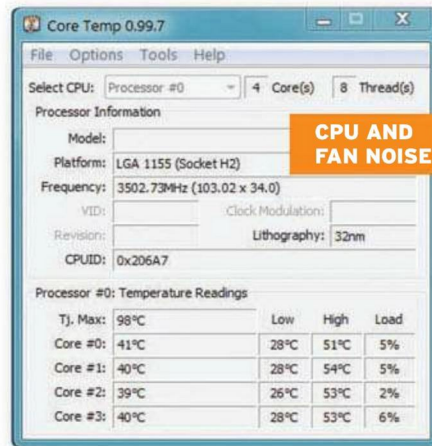 Core Temp 0.99.7
File Options Tools Help
Select CPU: Processor #0 4 Core(s) 8 Thread(s)
Processor Information
Model:
CPU AND
FAN NOISE
Platform: LGA 1155 (Socket H2)
Frequency: 3502.73MHz (103.02 x 34.0)
VID: Clock Modulation:
Revision: Lithography: 32nm
CPUID: 0x206A7
Processor #0: Temperature Readings
Tj. Max: 98°C Low High Load
Core #0: 41°C 28°C 51°C 5%
Core #1: 40°C 28°C 54°C 5%
Core #2: 39°C 26°C 53°C 2%
Core #3: 40°C 28°C 53°C 6%